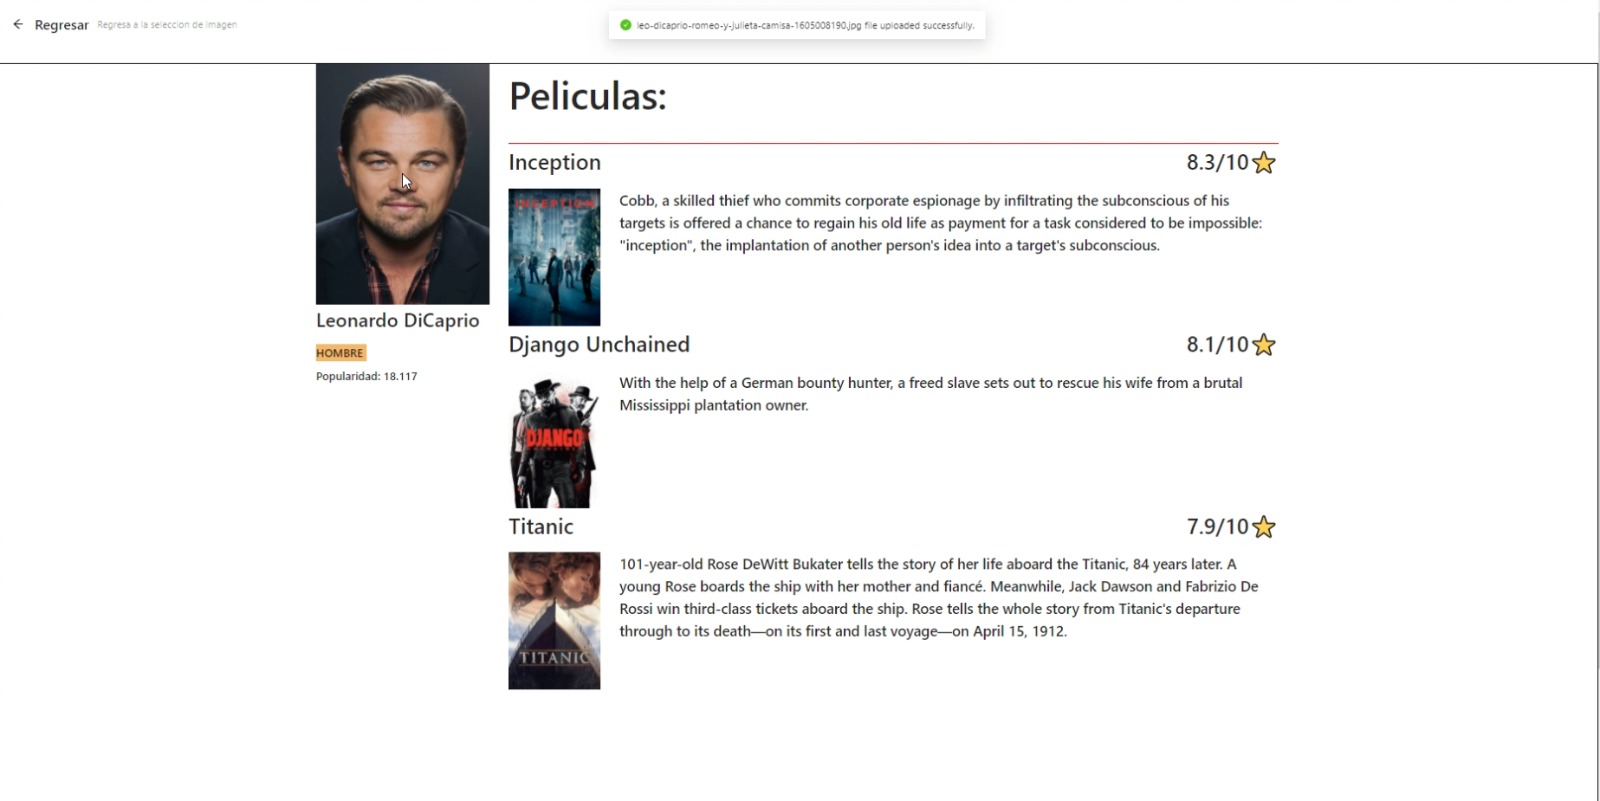 Regresar Regresa a la seleccion de imagen
leo-dicaprio-romeo-y-julieta-camisa-1605008190.jpg file uploaded successfully.
Peliculas:
Leonardo DiCaprio
HOMBRE
Popularidad: 18.117
Inception 8.3/10
INCEPTION
Cobb, a skilled thief who commits corporate espionage by infiltrating the subconscious of his
targets is offered a chance to regain his old life as payment for a task considered to be impossible:
"inception", the implantation of another person's idea into a target's subconscious.
Django Unchained 8.1/10
DJANGO
With the help of a German bounty hunter, a freed slave sets out to rescue his wife from a brutal
Mississippi plantation owner.
Titanic 7.9/10
TITANIC
101-year-old Rose DeWitt Bukater tells the story of her life aboard the Titanic, 84 years later. A
young Rose boards the ship with her mother and fiancé. Meanwhile, Jack Dawson and Fabrizio De
Rossi win third-class tickets aboard the ship. Rose tells the whole story from Titanic's departure
through to its death—on its first and last voyage—on April 15, 1912.